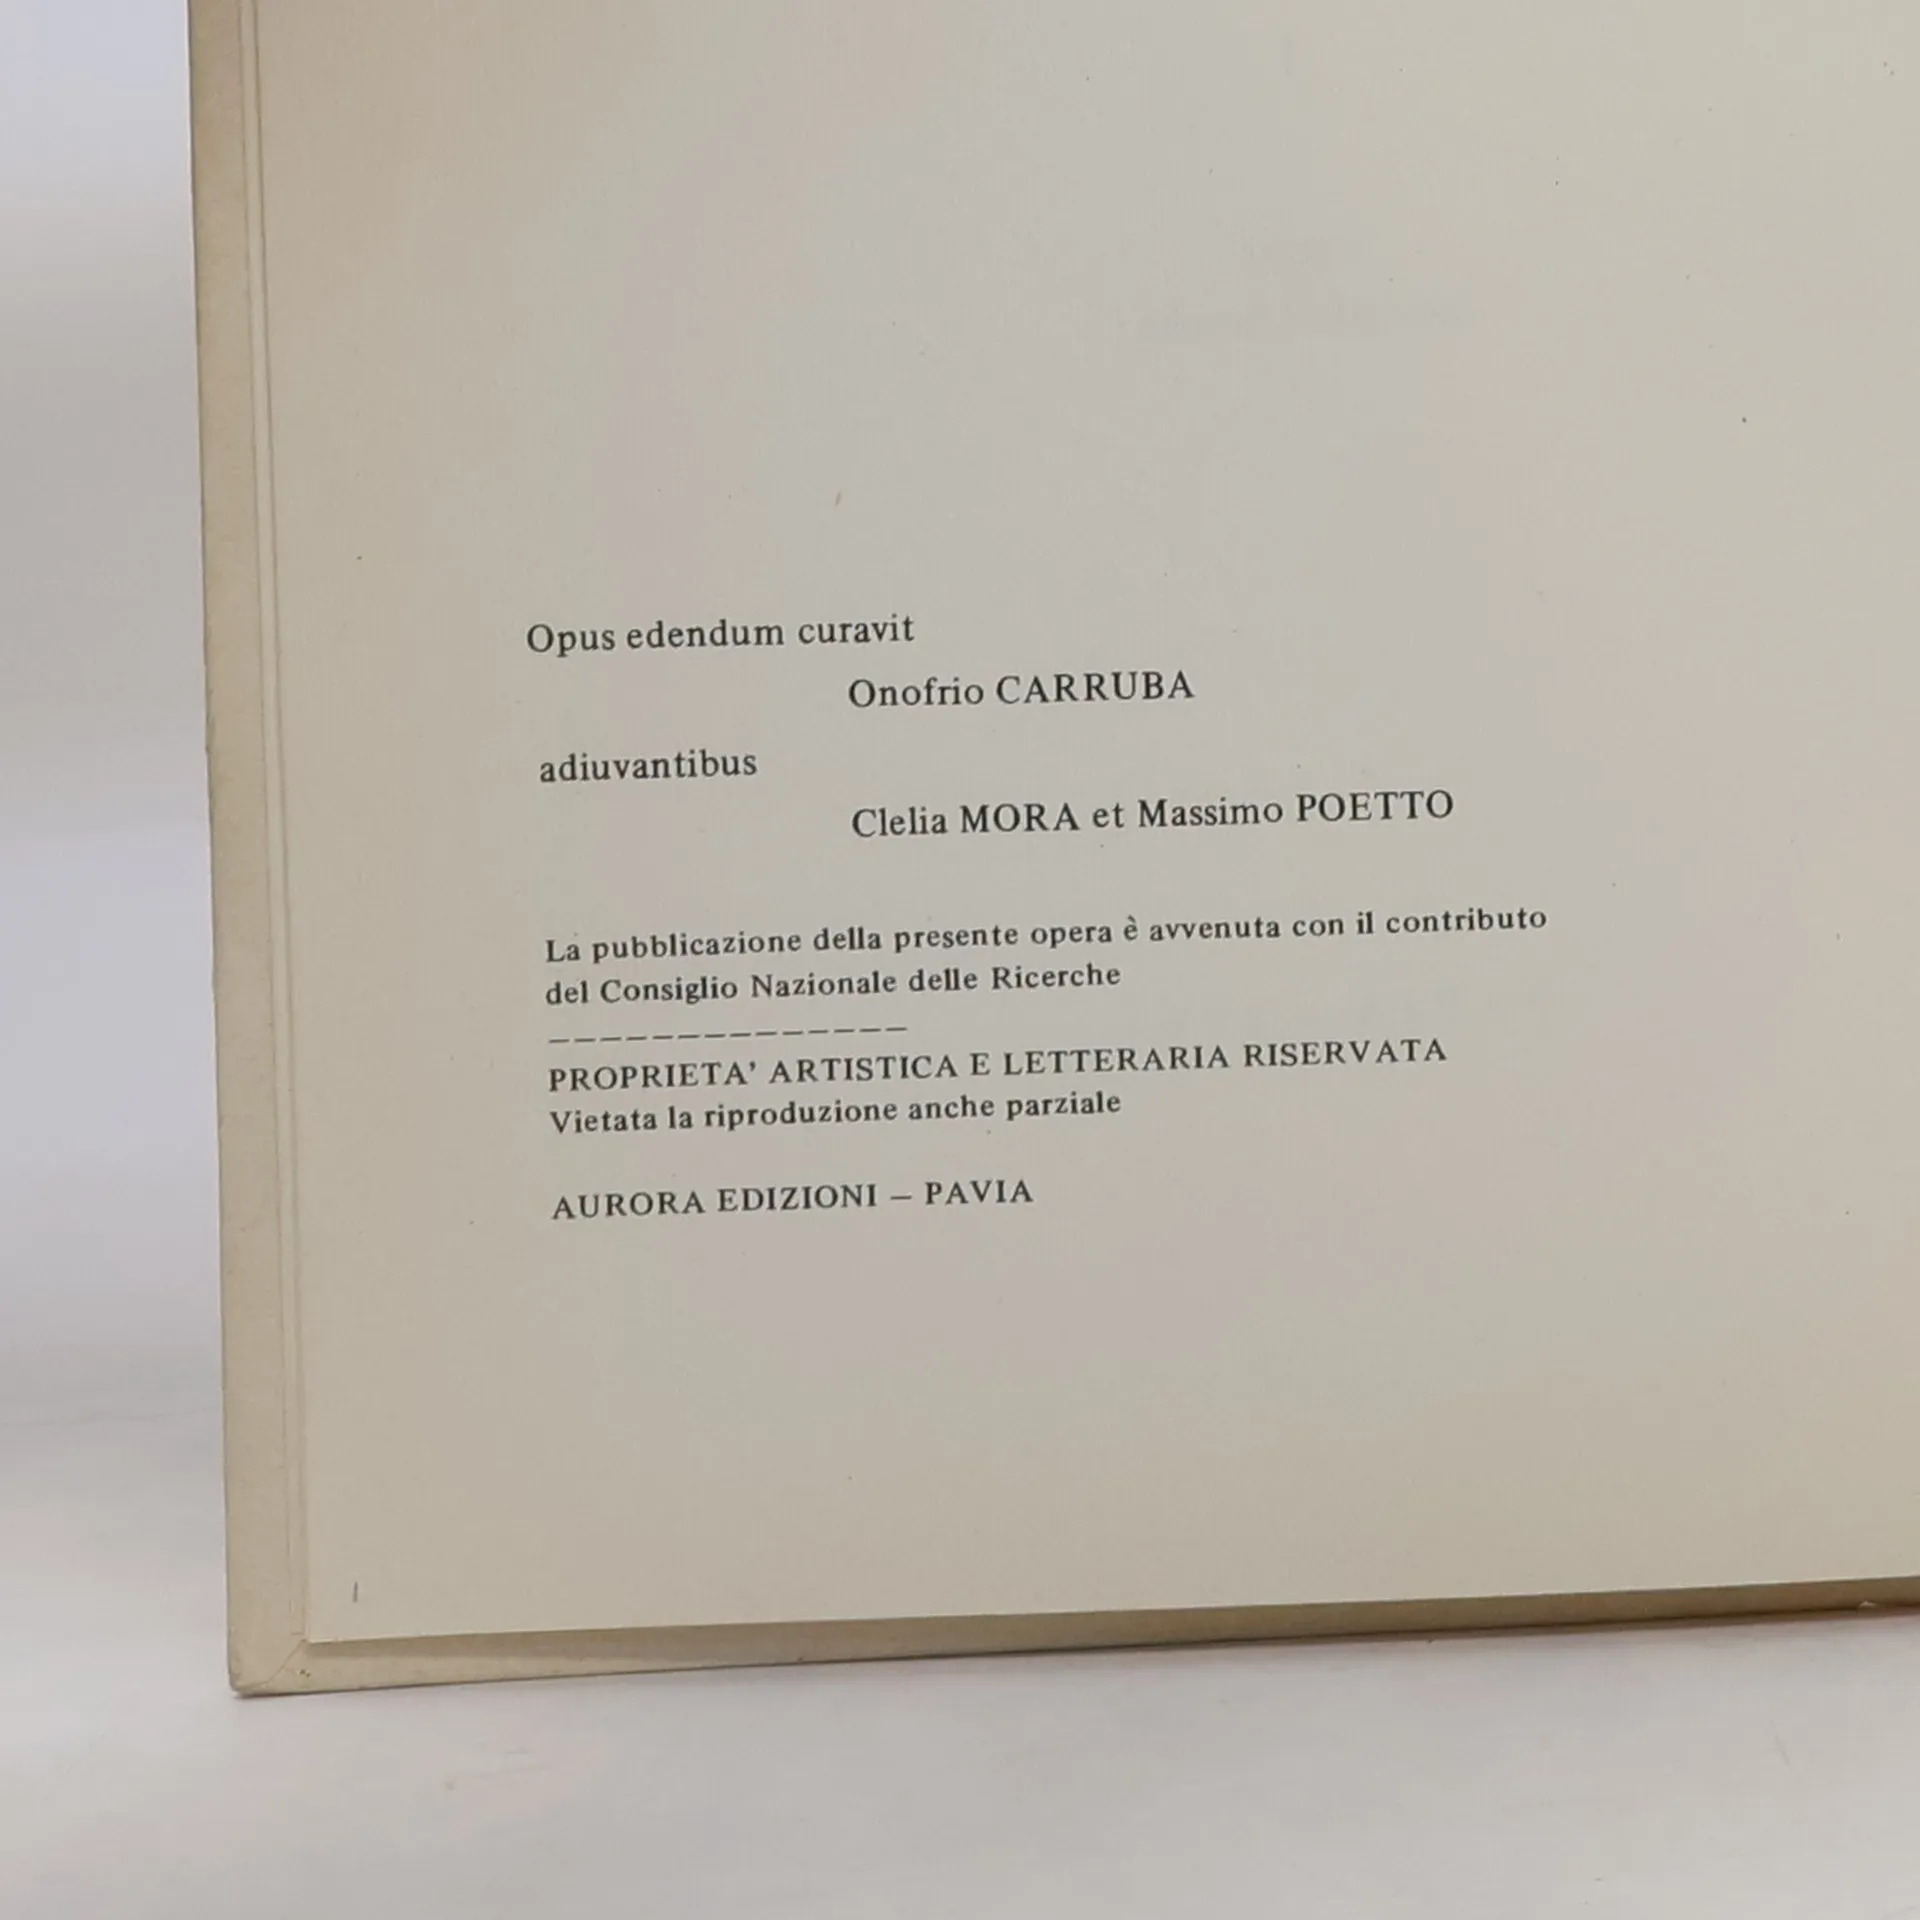 Opus edendum curavit
Onofrio CARRUBA
adiuvantibus
Clelia MORA et Massimo POETTO
La pubblicazione della presente opera è avvenuta con il contributo
del Consiglio Nazionale delle Ricerche
——————————————
PROPRIETA' ARTISTICA E LETTERARIA RISERVATA
Vietata la riproduzione anche parziale
AURORA EDIZIONI – PAVIA